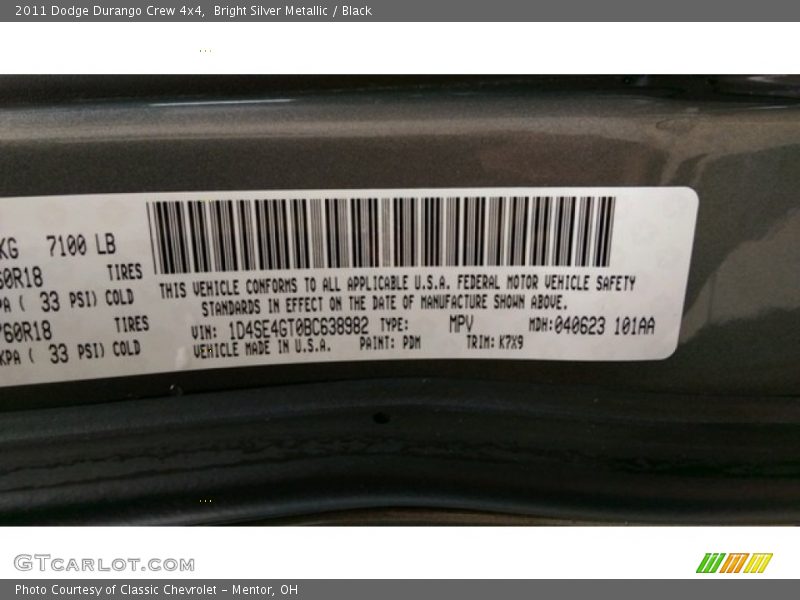 2011 Dodge Durango Crew 4x4,  Bright Silver Metallic / Black
KG 7100 LB
60R18 TIRES
PA ( 33 PSI) COLD
/60R18 TIRES
KPA ( 33 PSI) COLD
THIS VEHICLE CONFORMS TO ALL APPLICABLE U.S.A. FEDERAL MOTOR VEHICLE SAFETY
STANDARDS IN EFFECT ON THE DATE OF MANUFACTURE SHOWN ABOVE.
VIN: 1D4SE4GT0BC638982 TYPE: MPV MDH:040623 101AA
VEHICLE MADE IN U.S.A. PAINT: PDM TRIM: K7X9
GTCARLOT.COM
Photo Courtesy of Classic Chevrolet - Mentor, OH